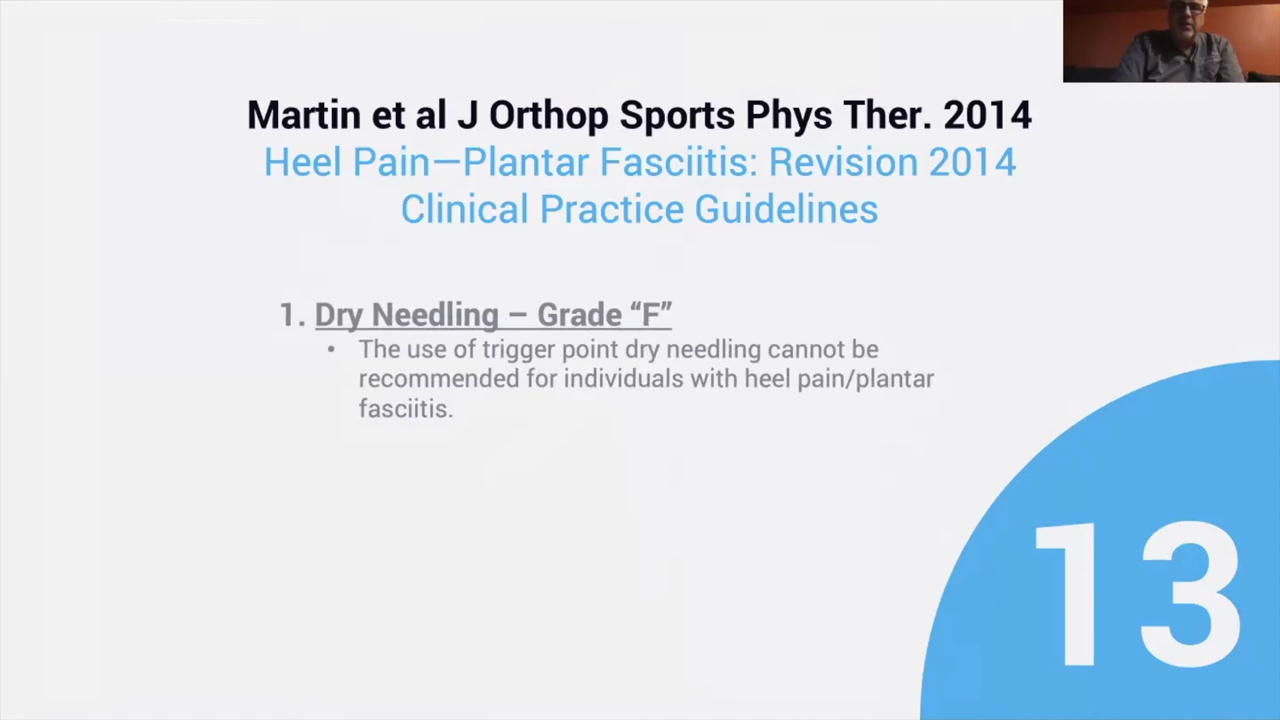 Martin et al J Orthop Sports Phys Ther. 2014
Heel Pain—Plantar Fasciitis: Revision 2014
Clinical Practice Guidelines
1. Dry Needling – Grade “F”
• The use of trigger point dry needling cannot be
recommended for individuals with heel pain/plantar
fasciitis.
13